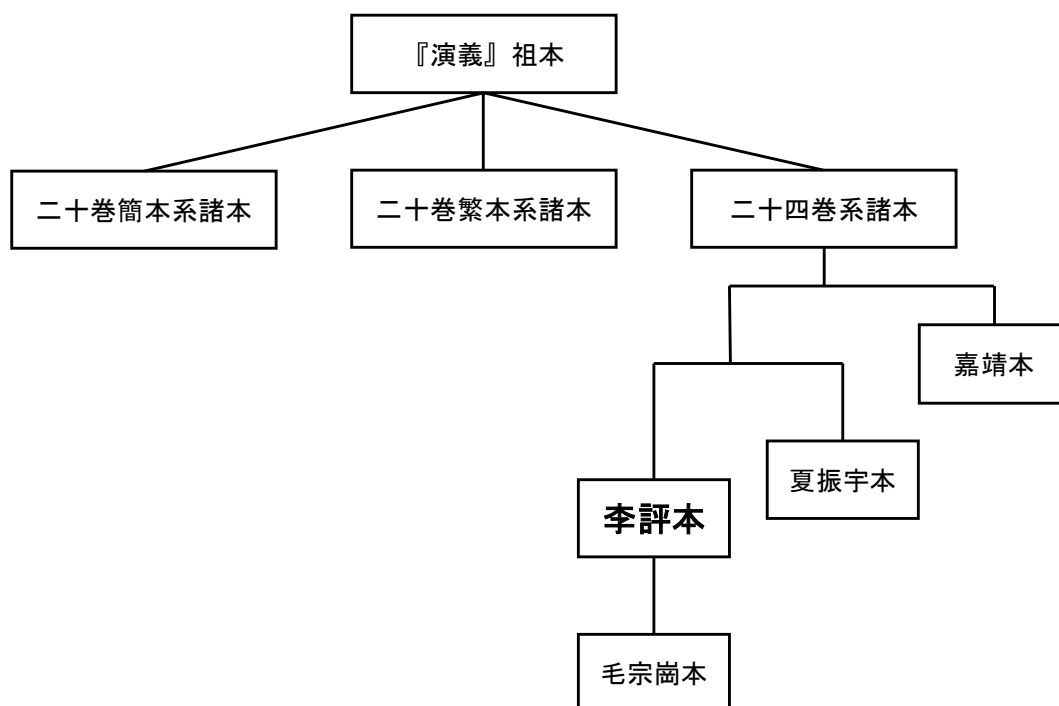 『演義』祖本
二十巻簡本系諸本
二十巻繁本系諸本
二十四巻系諸本
嘉靖本
夏振宇本
李評本
毛宗崗本